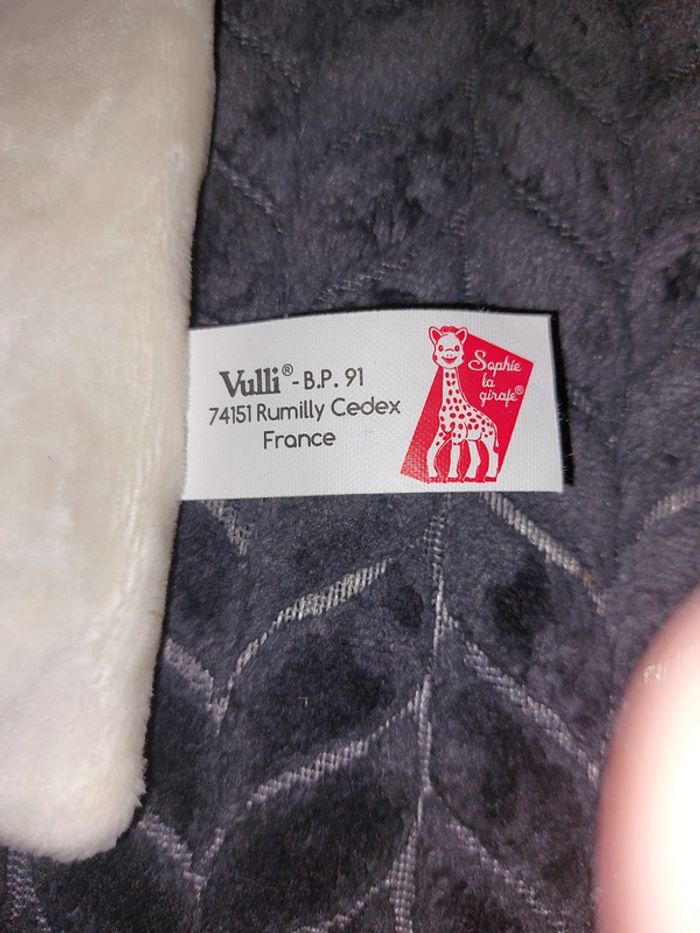 Vulli® - B.P. 91
74151 Rumilly Cedex
France
Sophie
la
girafe®